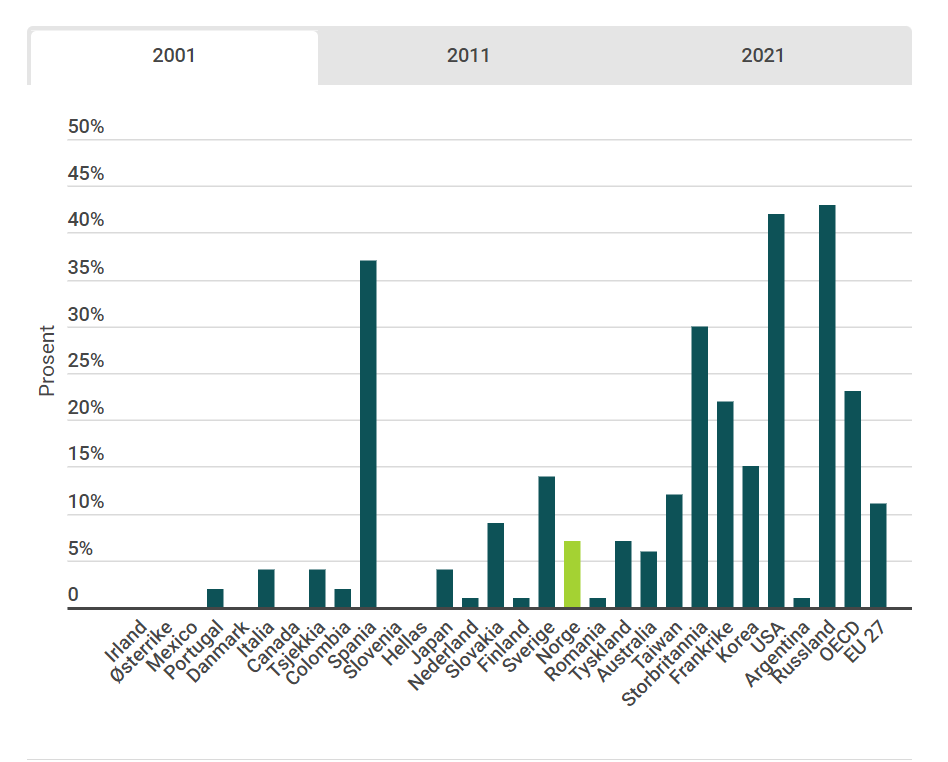 2001 2011 2021
50%
45%
40%
35%
30%
25%
20%
15%
10%
5%
0
Prosent
Irland
Østerrike
Mexico
Portugal
Danmark
Italia
Canada
Tsjekkia
Colombia
Spania
Slovenia
Hellas
Japan
Nederland
Slovakia
Finland
Sverige
Norge
Romania
Tyskland
Australia
Taiwan
Storbritannia
Frankrike
Korea
USA
Argentina
Russland
OECD
EU 27